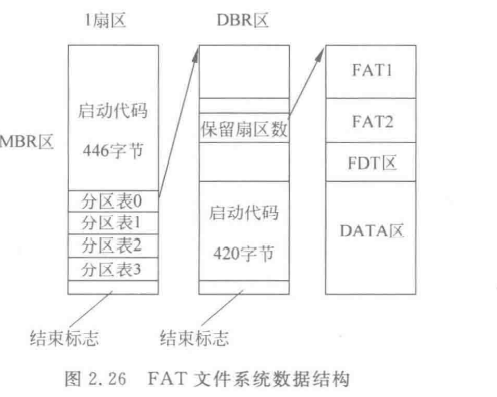 1扇区
DBR区
MBR区
启动代码
446字节
分区表0
分区表1
分区表2
分区表3
结束标志
保留扇区数
启动代码
420字节
结束标志
FAT1
FAT2
FDT区
DATA区
图 2.26 FAT 文件系统数据结构